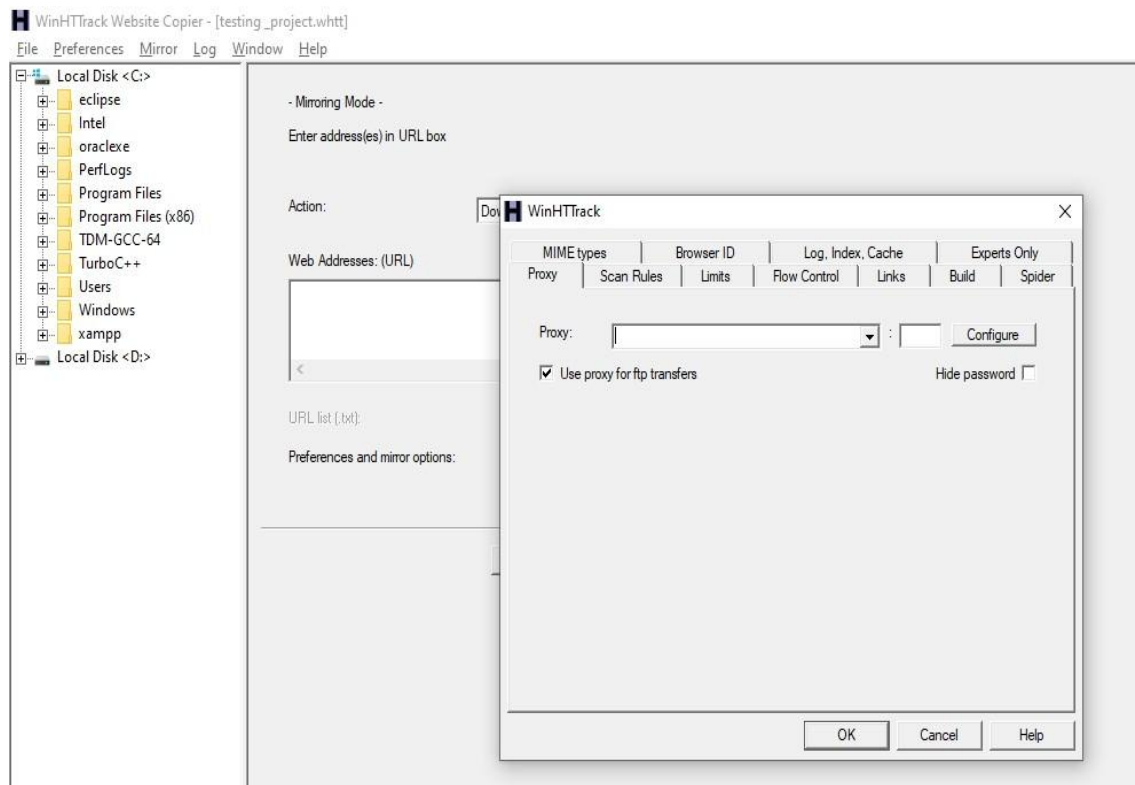 WinHTTrack Website Copier - [testing _project.whtt]
File Preferences Mirror Log Window Help
Local Disk <C:>
eclipse
Intel
oraclexe
PerfLogs
Program Files
Program Files (x86)
TDM-GCC-64
TurboC++
Users
Windows
xampp
Local Disk <D:>
- Mirroring Mode -
Enter address(es) in URL box
Action:
Web Addresses: (URL)
URL list (.txt):
Preferences and mirror options:
WinHTTrack
MIME types Browser ID Log, Index, Cache Experts Only
Proxy Scan Rules Limits Flow Control Links Build Spider
Proxy: : Configure
Use proxy for ftp transfers Hide password
OK Cancel Help